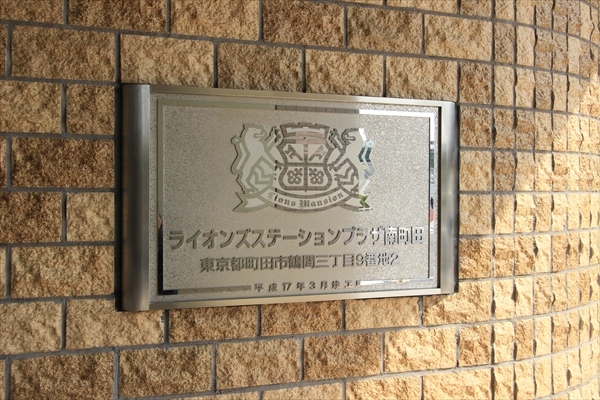 Lions Mansion
ライオンズステーションプラザ南町田
東京都町田市鶴間三丁目9番地2
平成17年3月竣工